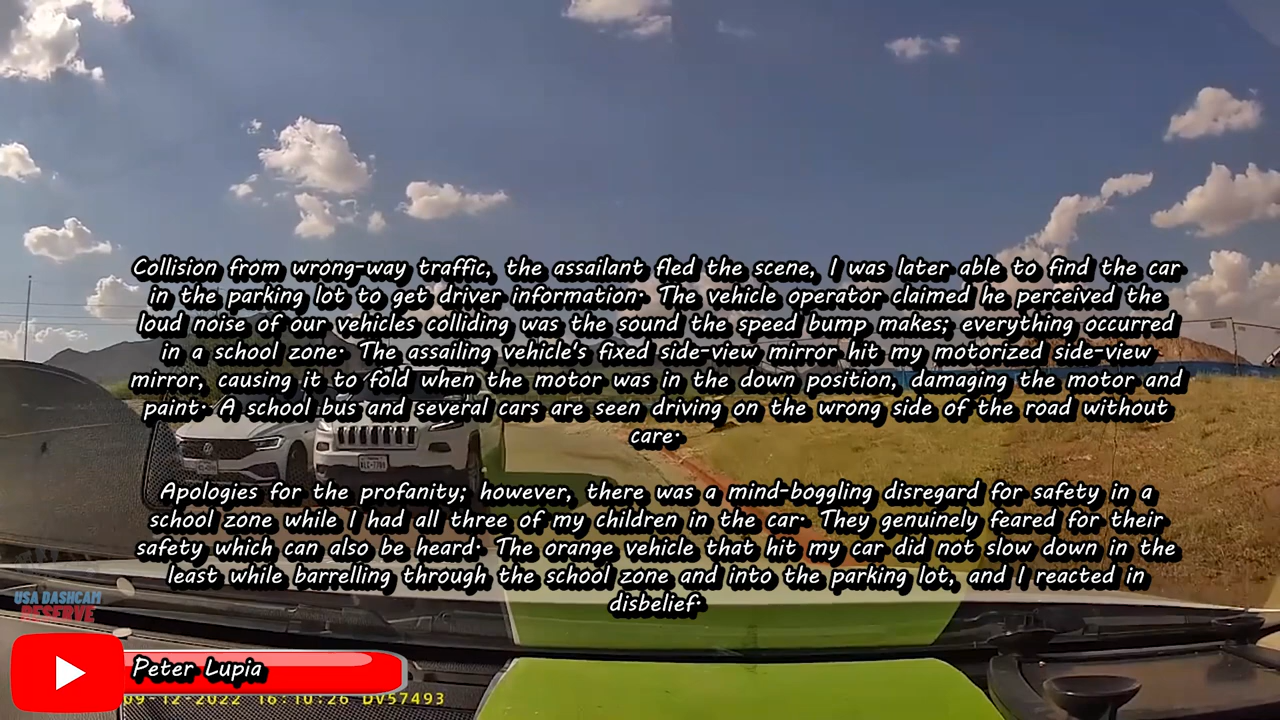 Collision from wrong-way traffic, the assailant fled the scene, I was later able to find the car
in the parking lot to get driver information. The vehicle operator claimed he perceived the
loud noise of our vehicles colliding was the sound the speed bump makes; everything occurred
in a school zone. The assailing vehicle's fixed side-view mirror hit my motorized side-view
mirror, causing it to fold when the motor was in the down position, damaging the motor and
paint. A school bus and several cars are seen driving on the wrong side of the road without
care.
Apologies for the profanity; however, there was a mind-boggling disregard for safety in a
school zone while I had all three of my children in the car. They genuinely feared for their
safety which can also be heard. The orange vehicle that hit my car did not slow down in the
least while barrelling through the school zone and into the parking lot, and I reacted in
disbelief.
USA DASHCAM
RESERVE
Peter Lupia
09-12-2022 16:10:26 DV57493